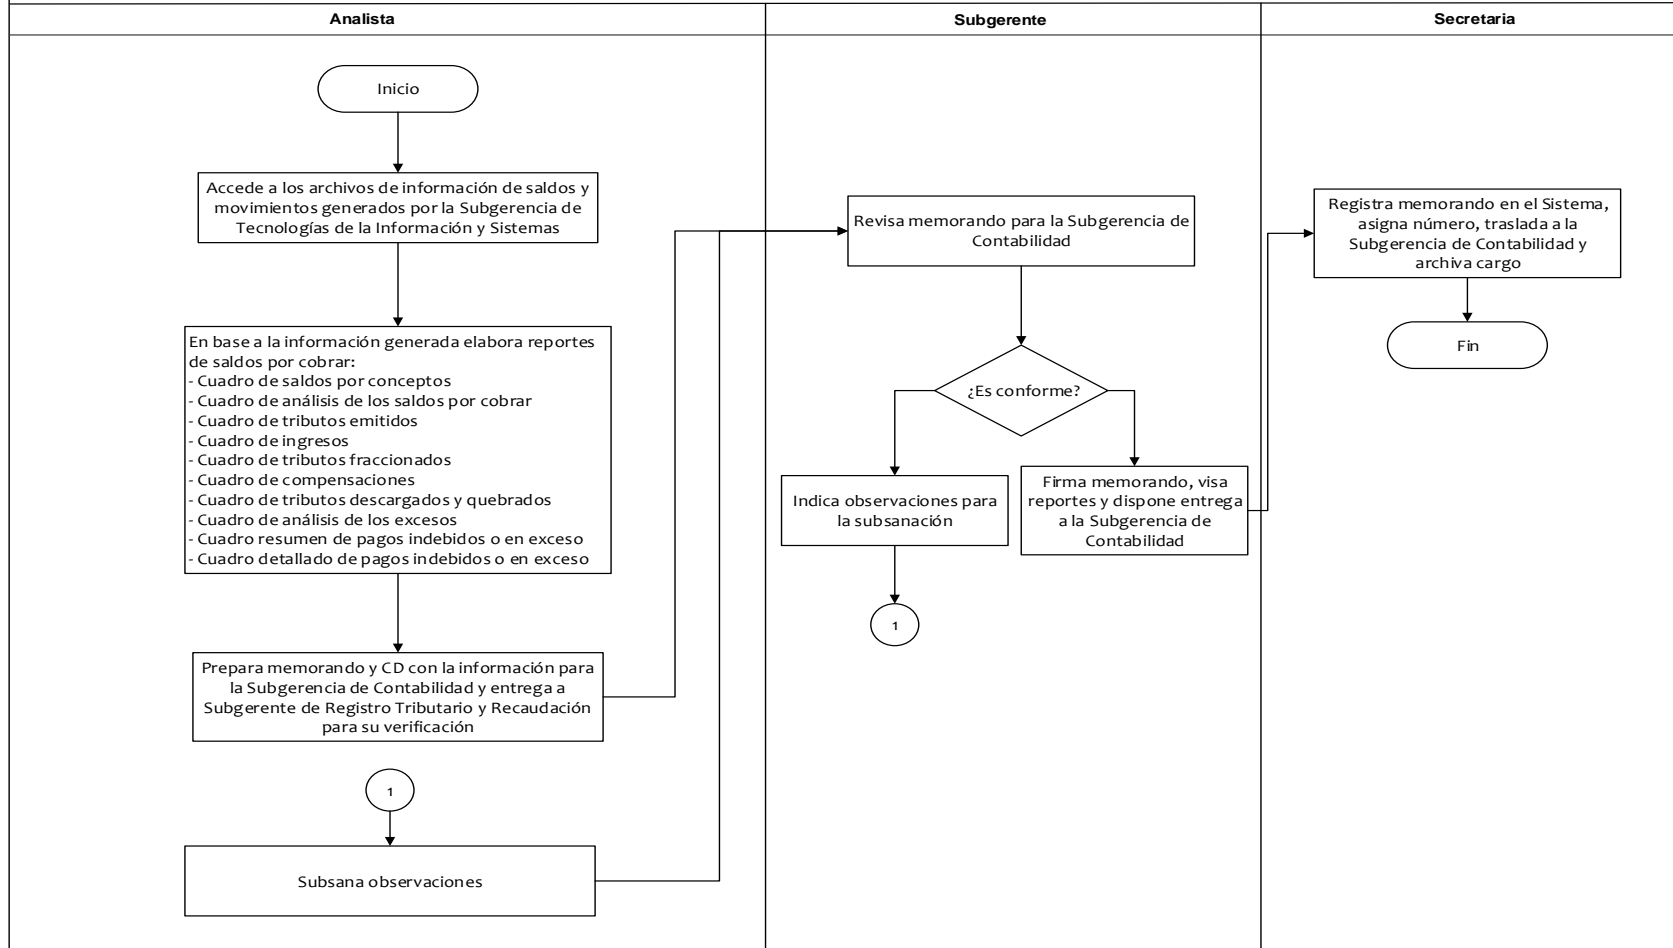 Analista
Subgerente
Secretaria
Inicio
Accede a los archivos de información de saldos y
movimientos generados por la Subgerencia de
Tecnologías de la Información y Sistemas
En base a la información generada elabora reportes
de saldos por cobrar:
- Cuadro de saldos por conceptos
- Cuadro de análisis de los saldos por cobrar
- Cuadro de tributos emitidos
- Cuadro de ingresos
- Cuadro de tributos fraccionados
- Cuadro de compensaciones
- Cuadro de tributos descargados y quebrados
- Cuadro de análisis de los excesos
- Cuadro resumen de pagos indebidos o en exceso
- Cuadro detallado de pagos indebidos o en exceso
Prepara memorando y CD con la información para
la Subgerencia de Contabilidad y entrega a
Subgerente de Registro Tributario y Recaudación
para su verificación
1
Subsana observaciones
Revisa memorando para la Subgerencia de
Contabilidad
¿Es conforme?
Indica observaciones para
la subsanación
1
Firma memorando, visa
reportes y dispone entrega
a la Subgerencia de
Contabilidad
Registra memorando en el Sistema,
asigna número, traslada a la
Subgerencia de Contabilidad y
archiva cargo
Fin